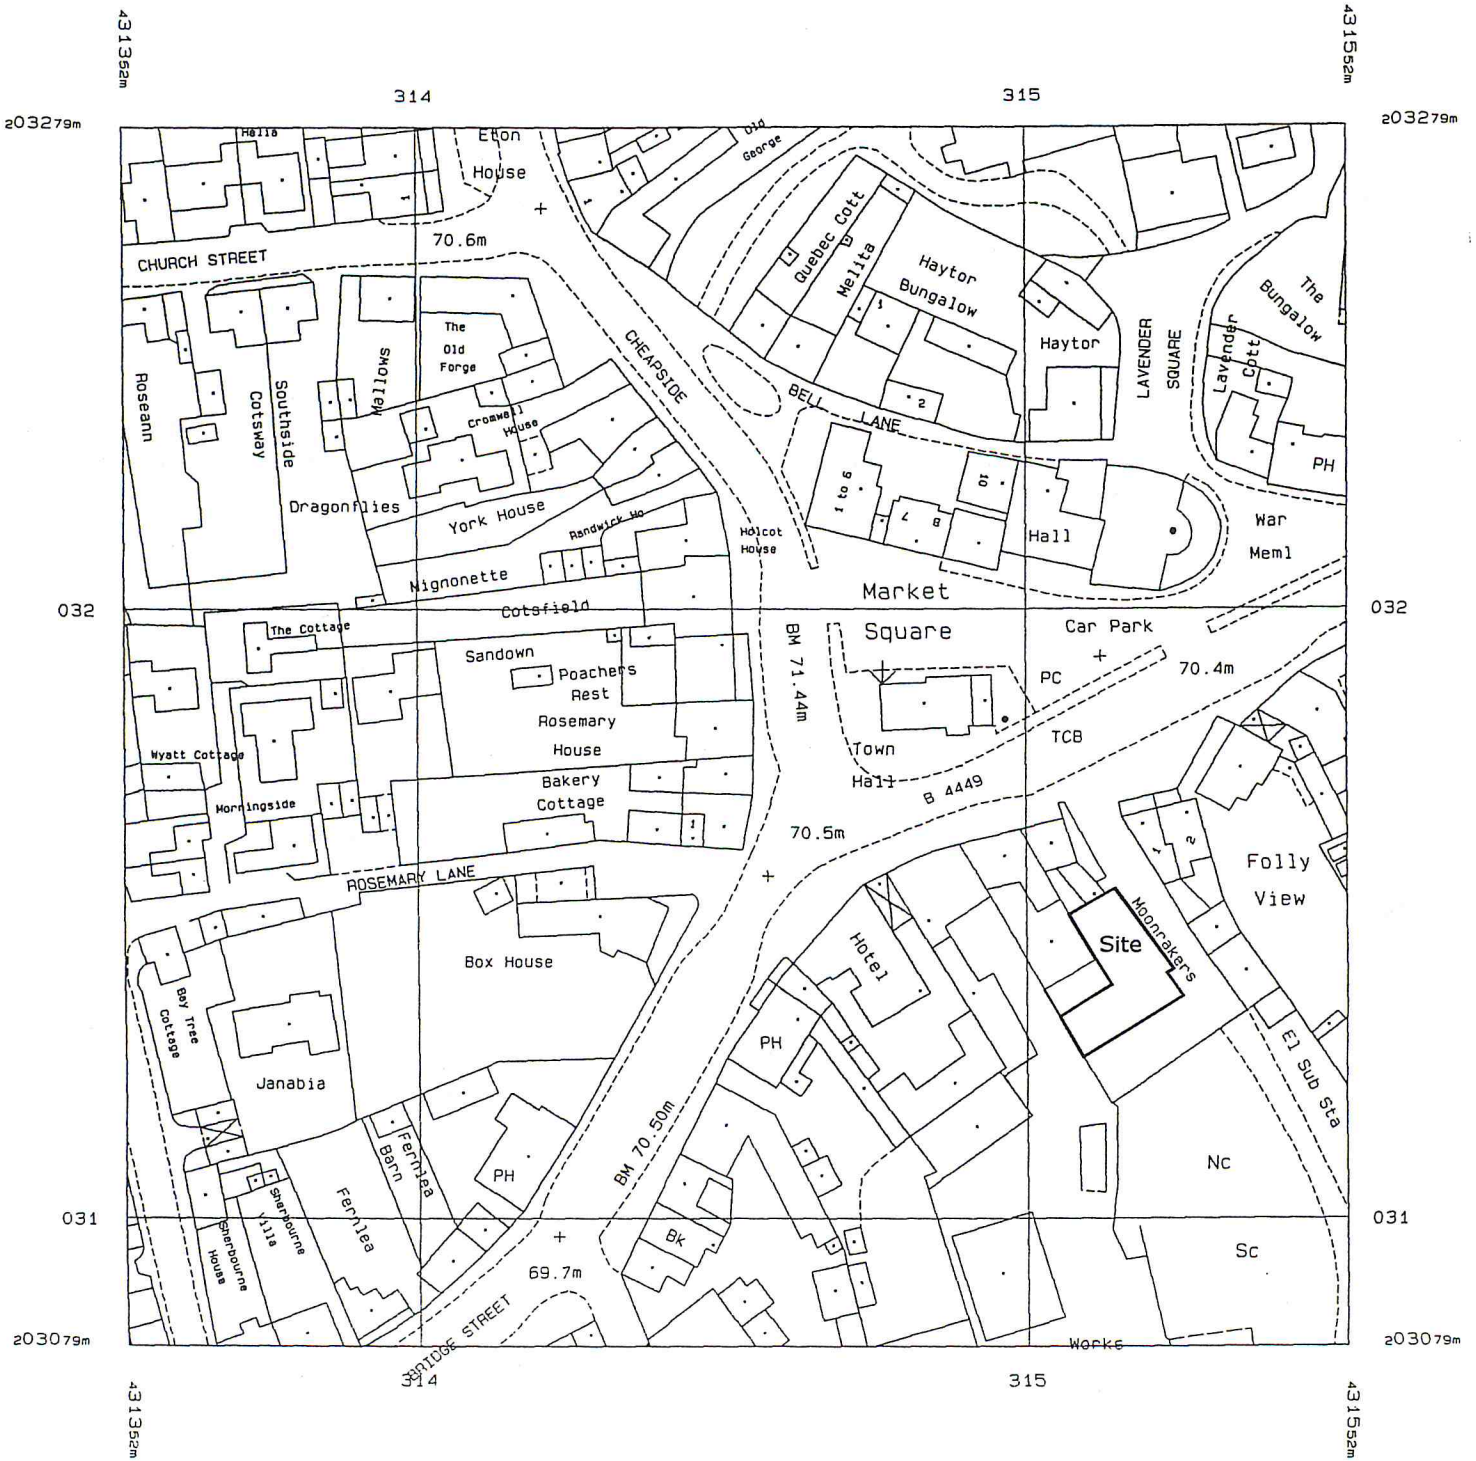 431352m
431552m
314
315
203279m
203279m
Halla
Eton
House
Old
George
1
1
70.6m
CHURCH STREET
Quebec Cott
Melita
Haytor
Bungalow
The
Bungalow
1
The
Old
Forge
Mallows
CHEAPSIDE
Haytor
LAVENDER
SQUARE
Lavender
Cott
Roseann
Cotsway
Southside
Cromwell
House
BELL LANE
2
PH
Dragonflies
York House
Randwick Ho
1 to 6
7
8
10
Hall
War
Meml
Holcot
House
Mignonette
Market
Square
032
032
Cotsfield
The Cottage
Car Park
Sandown
Poachers
Rest
BM 71.44m
PC
70.4m
Rosemary
House
Wyatt Cottage
Town
Hall
TCB
Bakery
Cottage
B 4449
Morningside
1
70.5m
1
2
Folly
View
ROSEMARY LANE
Moonrakers
Site
Hotel
Box House
Bay Tree
Cottage
PH
El Sub Sta
Janabia
BM 70.50m
Fernlea
Barn
Fernlea
PH
Nc
Fernlea
Sherbourne
Villa
Sherbourne
House
031
031
Bk
Sc
69.7m
BRIDGE STREET
Works
203079m
203079m
314
315
431352m
431552m